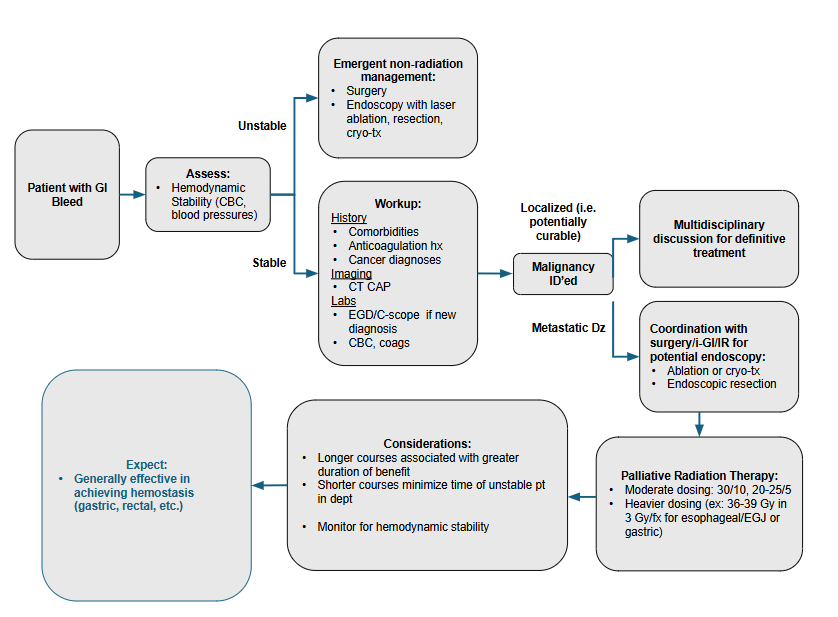 Patient with GI
Bleed
Assess:
• Hemodynamic
Stability (CBC,
blood pressures)
Unstable
Stable
Emergent non-radiation
management:
• Surgery
• Endoscopy with laser
ablation, resection,
cryo-tx
Workup:
History
• Comorbidities
• Anticoagulation hx
• Cancer diagnoses
Imaging
• CT CAP
Labs
• EGD/C-scope if new
diagnosis
• CBC, coags
Malignancy
ID'ed
Localized (i.e.
potentially
curable)
Metastatic Dz
Multidisciplinary
discussion for definitive
treatment
Coordination with
surgery/i-GI/IR for
potential endoscopy:
• Ablation or cryo-tx
• Endoscopic resection
Palliative Radiation Therapy:
• Moderate dosing: 30/10, 20-25/5
• Heavier dosing (ex: 36-39 Gy in
3 Gy/fx for esophageal/EGJ or
gastric)
Considerations:
• Longer courses associated with greater
duration of benefit
• Shorter courses minimize time of unstable pt
in dept
• Monitor for hemodynamic stability
Expect:
• Generally effective in
achieving hemostasis
(gastric, rectal, etc.)